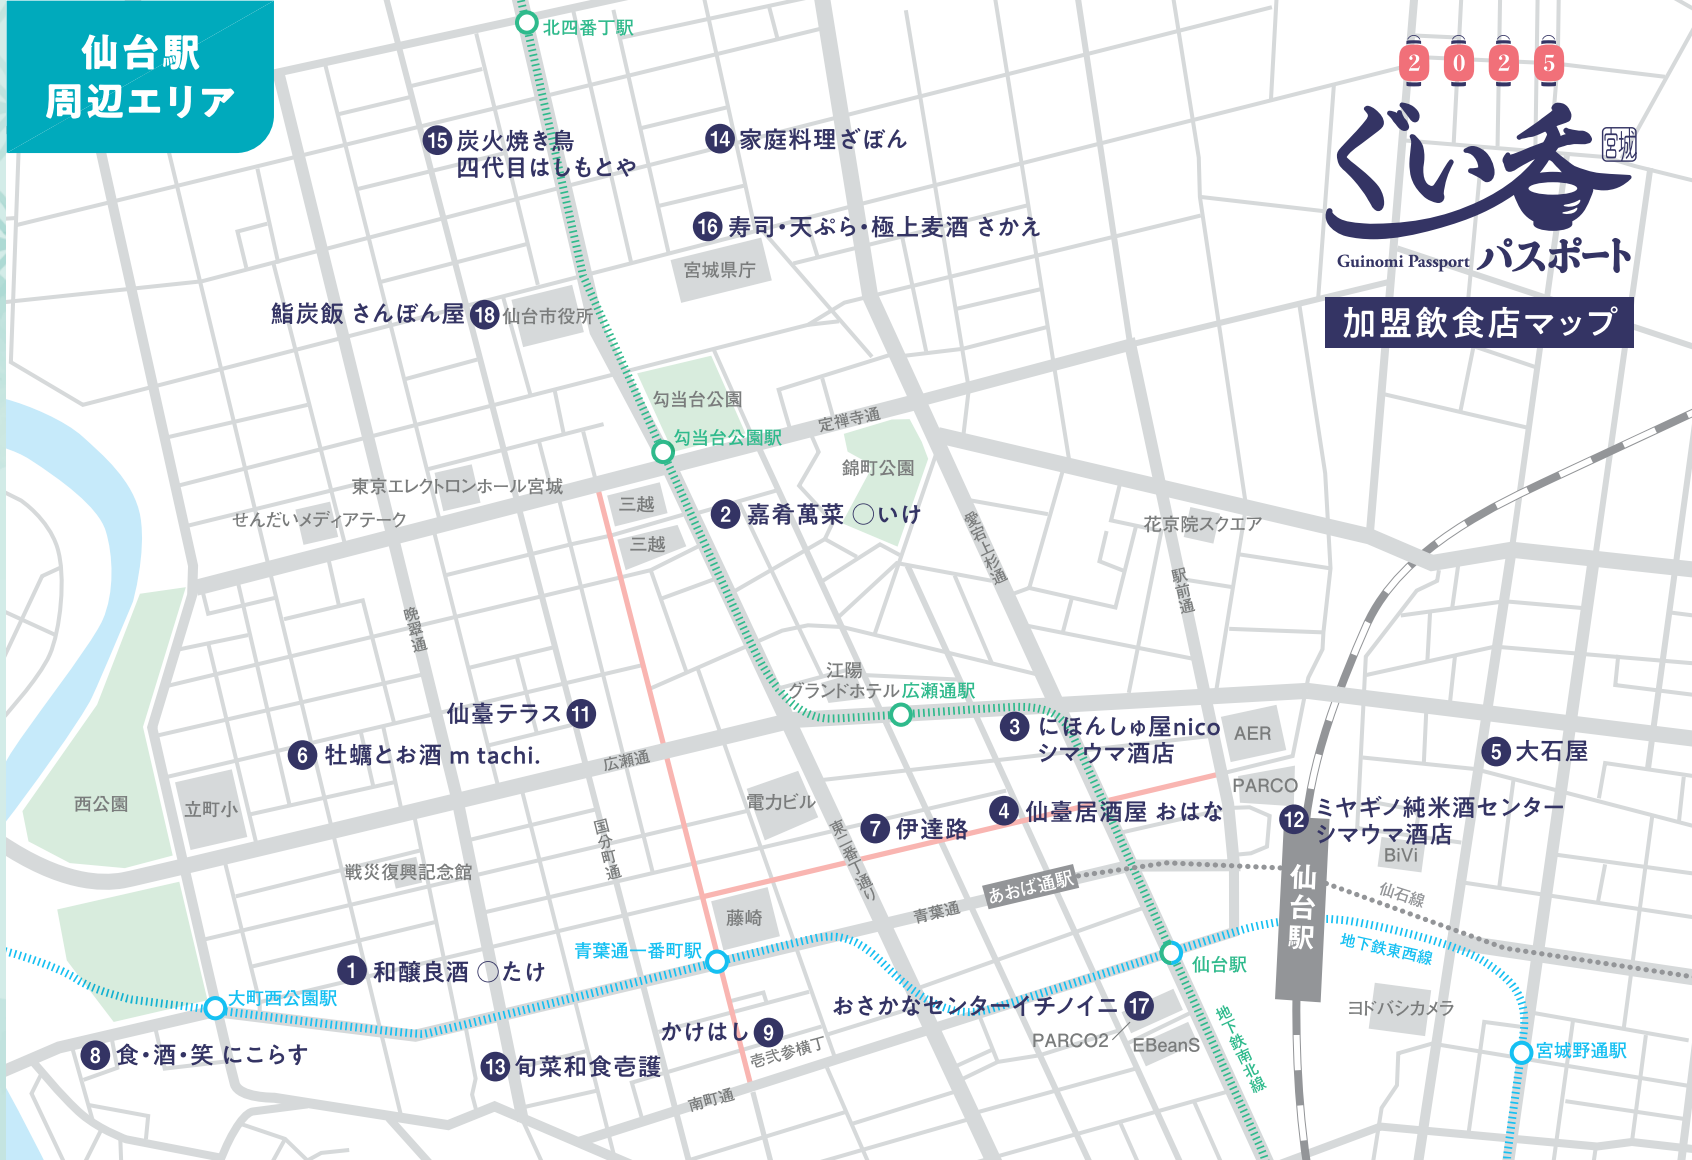 仙台駅
周辺エリア
北四番丁駅
2025
ぐい呑
宮城
Guinomi Passport パスポート
加盟飲食店マップ
15 炭火焼き鳥
四代目はしもとや
14 家庭料理ざぼん
16 寿司・天ぷら・極上麦酒 さかえ
宮城県庁
鮨炭飯 さんぼん屋 18
仙台市役所
勾当台公園
勾当台公園駅
定禅寺通
錦町公園
東京エレクトロンホール宮城
せんだいメディアテーク
三越
三越
2 嘉肴萬菜 〇いけ
愛宕上杉通
花京院スクエア
駅前通
晩翠通
江陽
グランドホテル
広瀬通駅
仙臺テラス 11
6 牡蠣とお酒 m tachi.
広瀬通
3 にほんしゅ屋nico
シマウマ酒店
AER
5 大石屋
PARCO
西公園
立町小
電力ビル
4 仙臺居酒屋 おはな
12 ミヤギノ純米酒センター
シマウマ酒店
BiVi
7 伊達路
国分町通
東二番丁通り
戦災復興記念館
あおば通駅
仙台駅
仙石線
藤崎
青葉通
青葉通一番町駅
地下鉄東西線
仙台駅
1 和醸良酒 〇たけ
大町西公園駅
おさかなセンターイチノイニ 17
ヨドバシカメラ
PARCO2
EBeanS
地下鉄南北線
かけはし 9
壱弐参横丁
宮城野通駅
8 食・酒・笑 にこらす
13 旬菜和食壱護
南町通